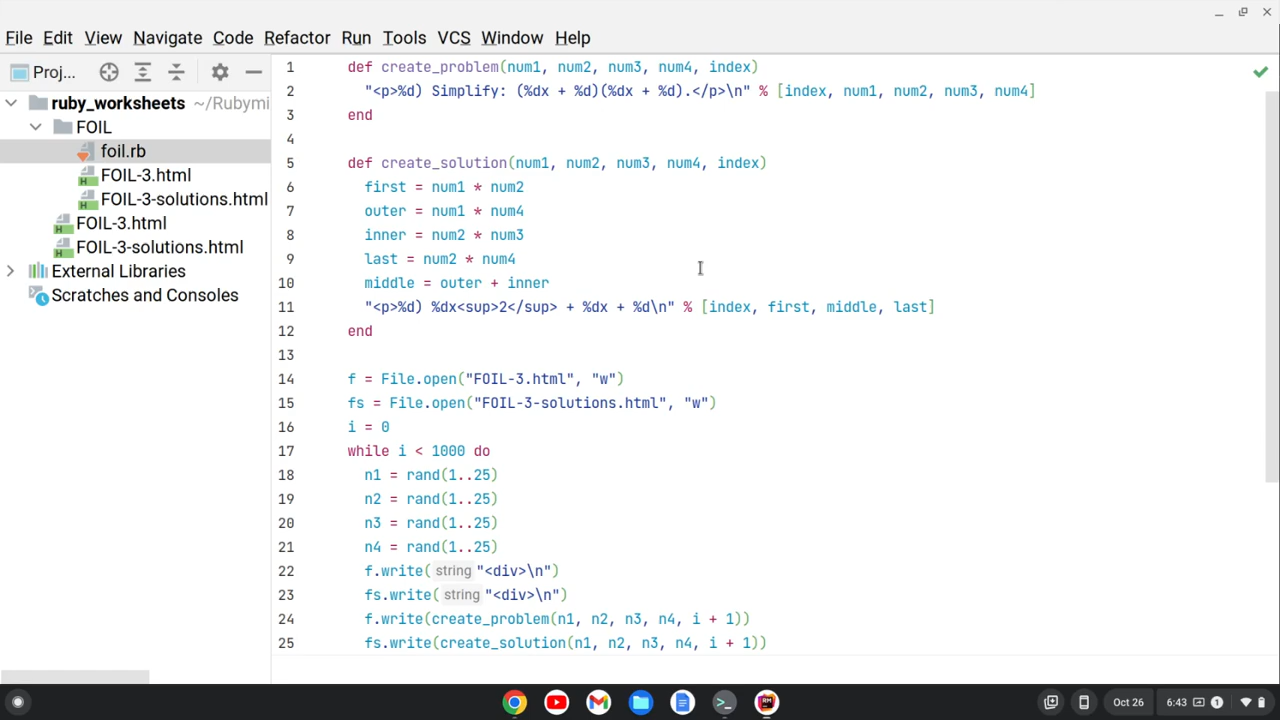 File Edit View Navigate Code Refactor Run Tools VCS Window Help
Proj...
ruby_worksheets ~/Rubymi
FOIL
foil.rb
FOIL-3.html
FOIL-3-solutions.html
FOIL-3.html
FOIL-3-solutions.html
External Libraries
Scratches and Consoles
1 def create_problem(num1, num2, num3, num4, index)
2 "<p>%d) Simplify: (%dx + %d)(%dx + %d).</p>\n" % [index, num1, num2, num3, num4]
3 end
4
5 def create_solution(num1, num2, num3, num4, index)
6 first = num1 * num2
7 outer = num1 * num4
8 inner = num2 * num3
9 last = num2 * num4
10 middle = outer + inner
11 "<p>%d) %dx<sup>2</sup> + %dx + %d\n" % [index, first, middle, last]
12 end
13
14 f = File.open("FOIL-3.html", "w")
15 fs = File.open("FOIL-3-solutions.html", "w")
16 i = 0
17 while i < 1000 do
18 n1 = rand(1..25)
19 n2 = rand(1..25)
20 n3 = rand(1..25)
21 n4 = rand(1..25)
22 f.write( string "<div>\n")
23 fs.write( string "<div>\n")
24 f.write(create_problem(n1, n2, n3, n4, i + 1))
25 fs.write(create_solution(n1, n2, n3, n4, i + 1))
RM
Oct 26 6:43 1